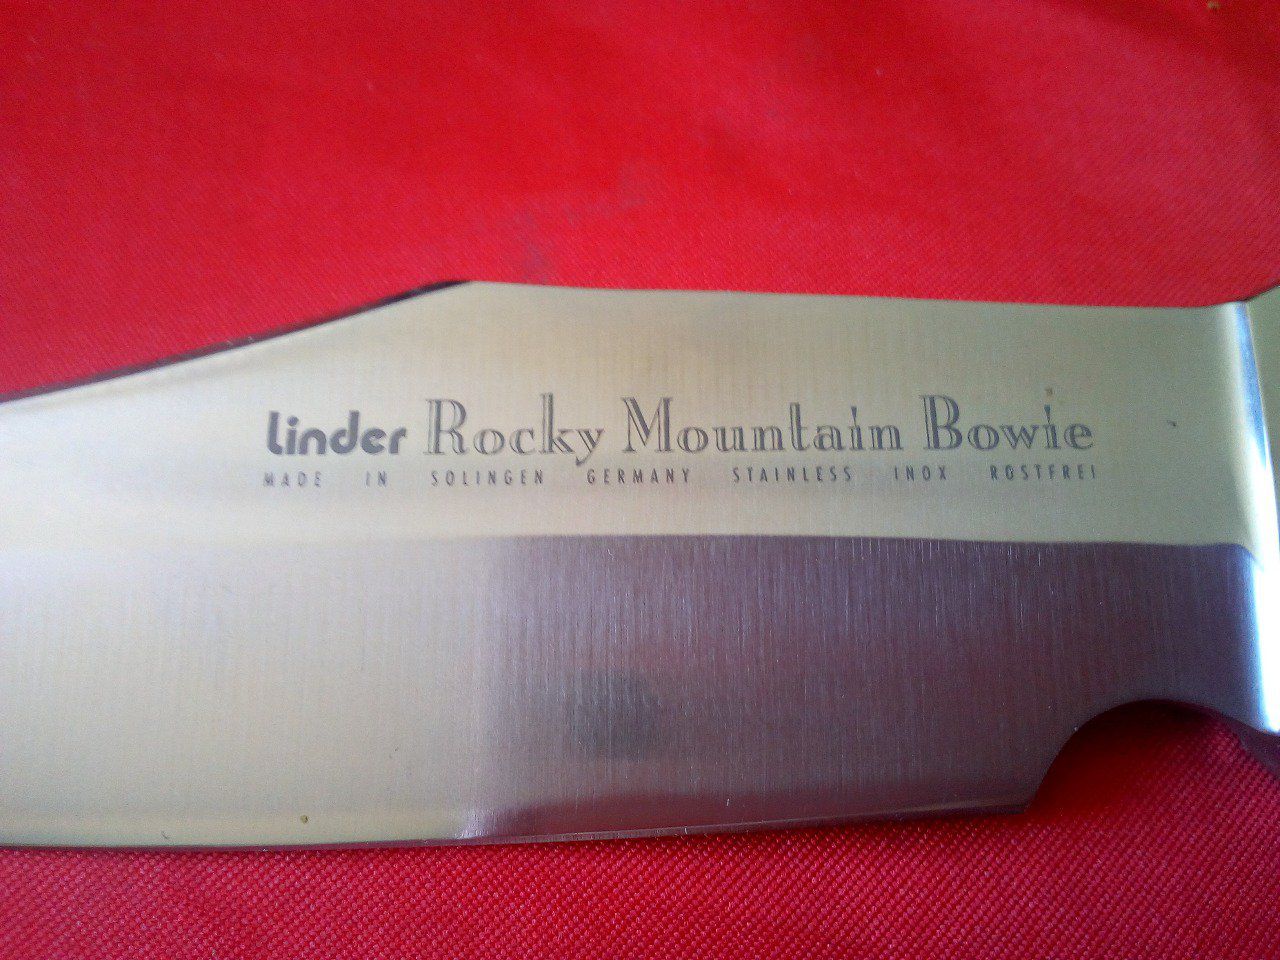 Linder Rocky Mountain Bowie
MADE IN SOLINGEN GERMANY STAINLESS INOX ROSTFREI